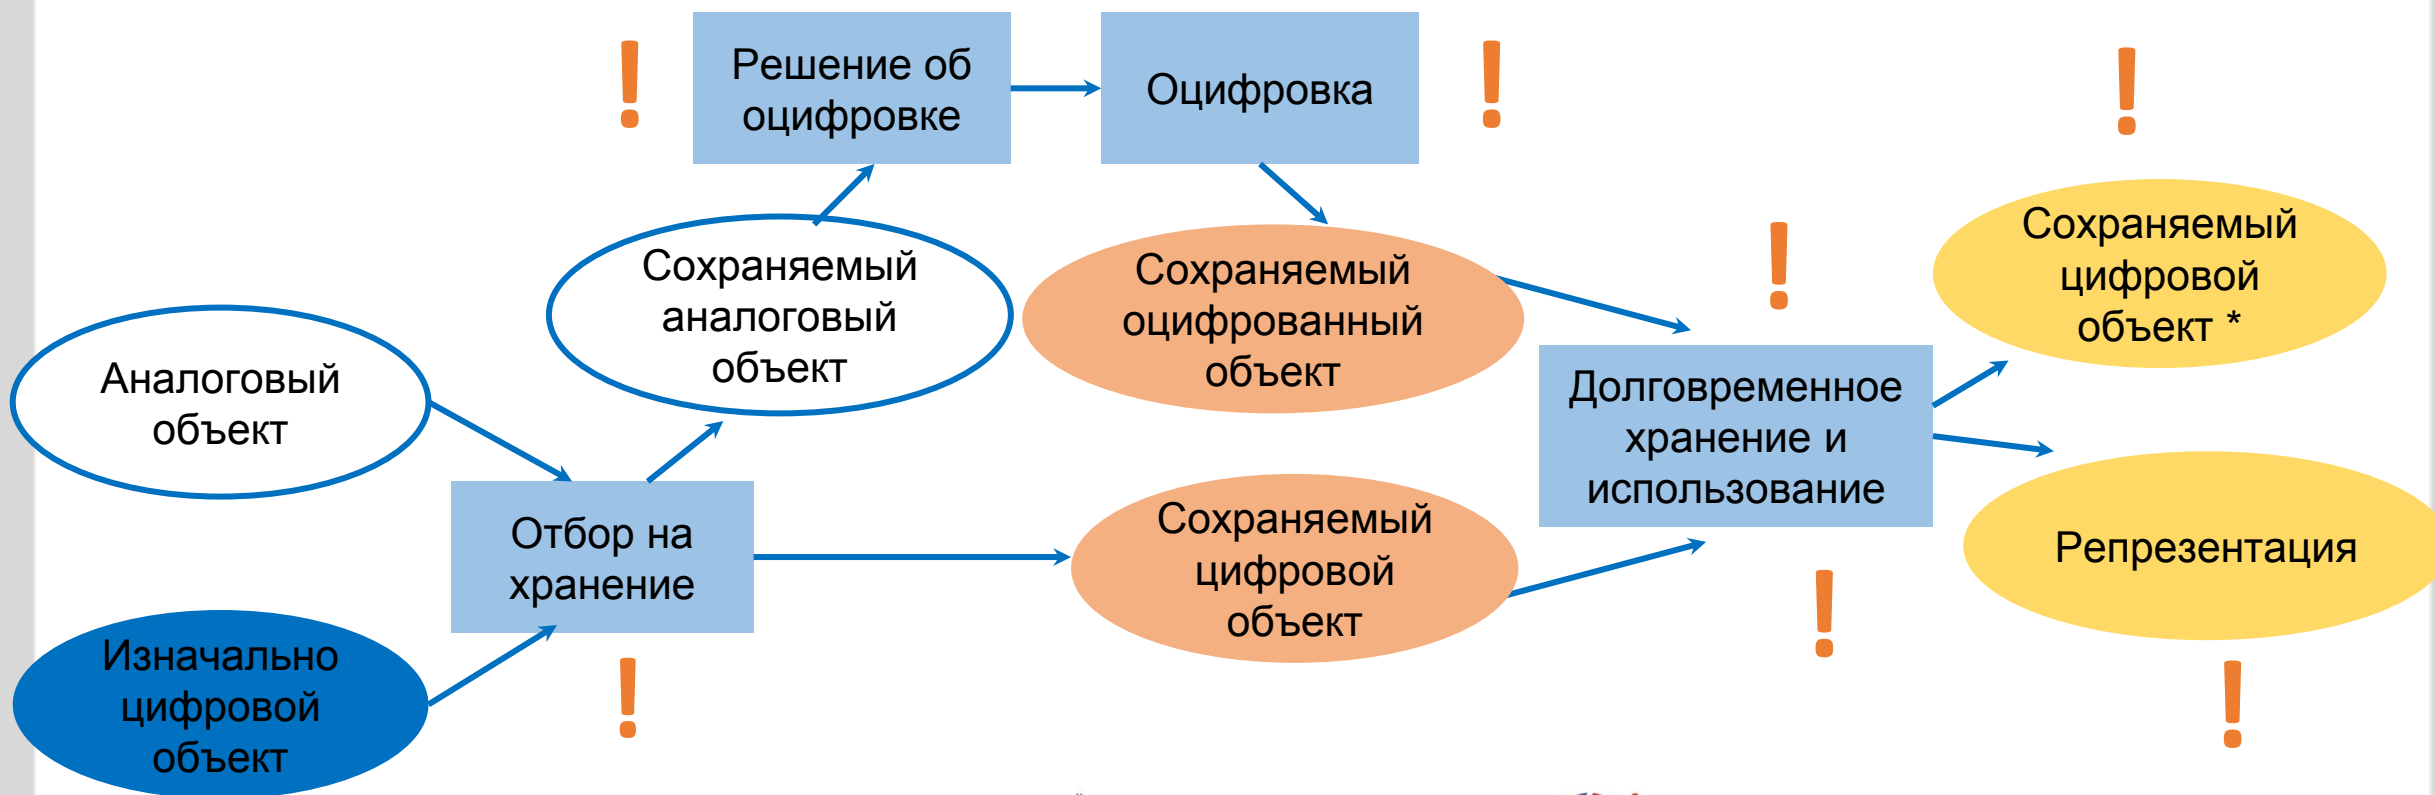 !
Решение об
оцифровке
Оцифровка
!
!
Сохраняемый
аналоговый
объект
Сохраняемый
оцифрованный
объект
!
Сохраняемый
цифровой
объект *
Аналоговый
объект
Долговременное
хранение и
использование
Отбор на
хранение
Сохраняемый
цифровой
объект
Репрезентация
Изначально
цифровой
объект
!
!
!